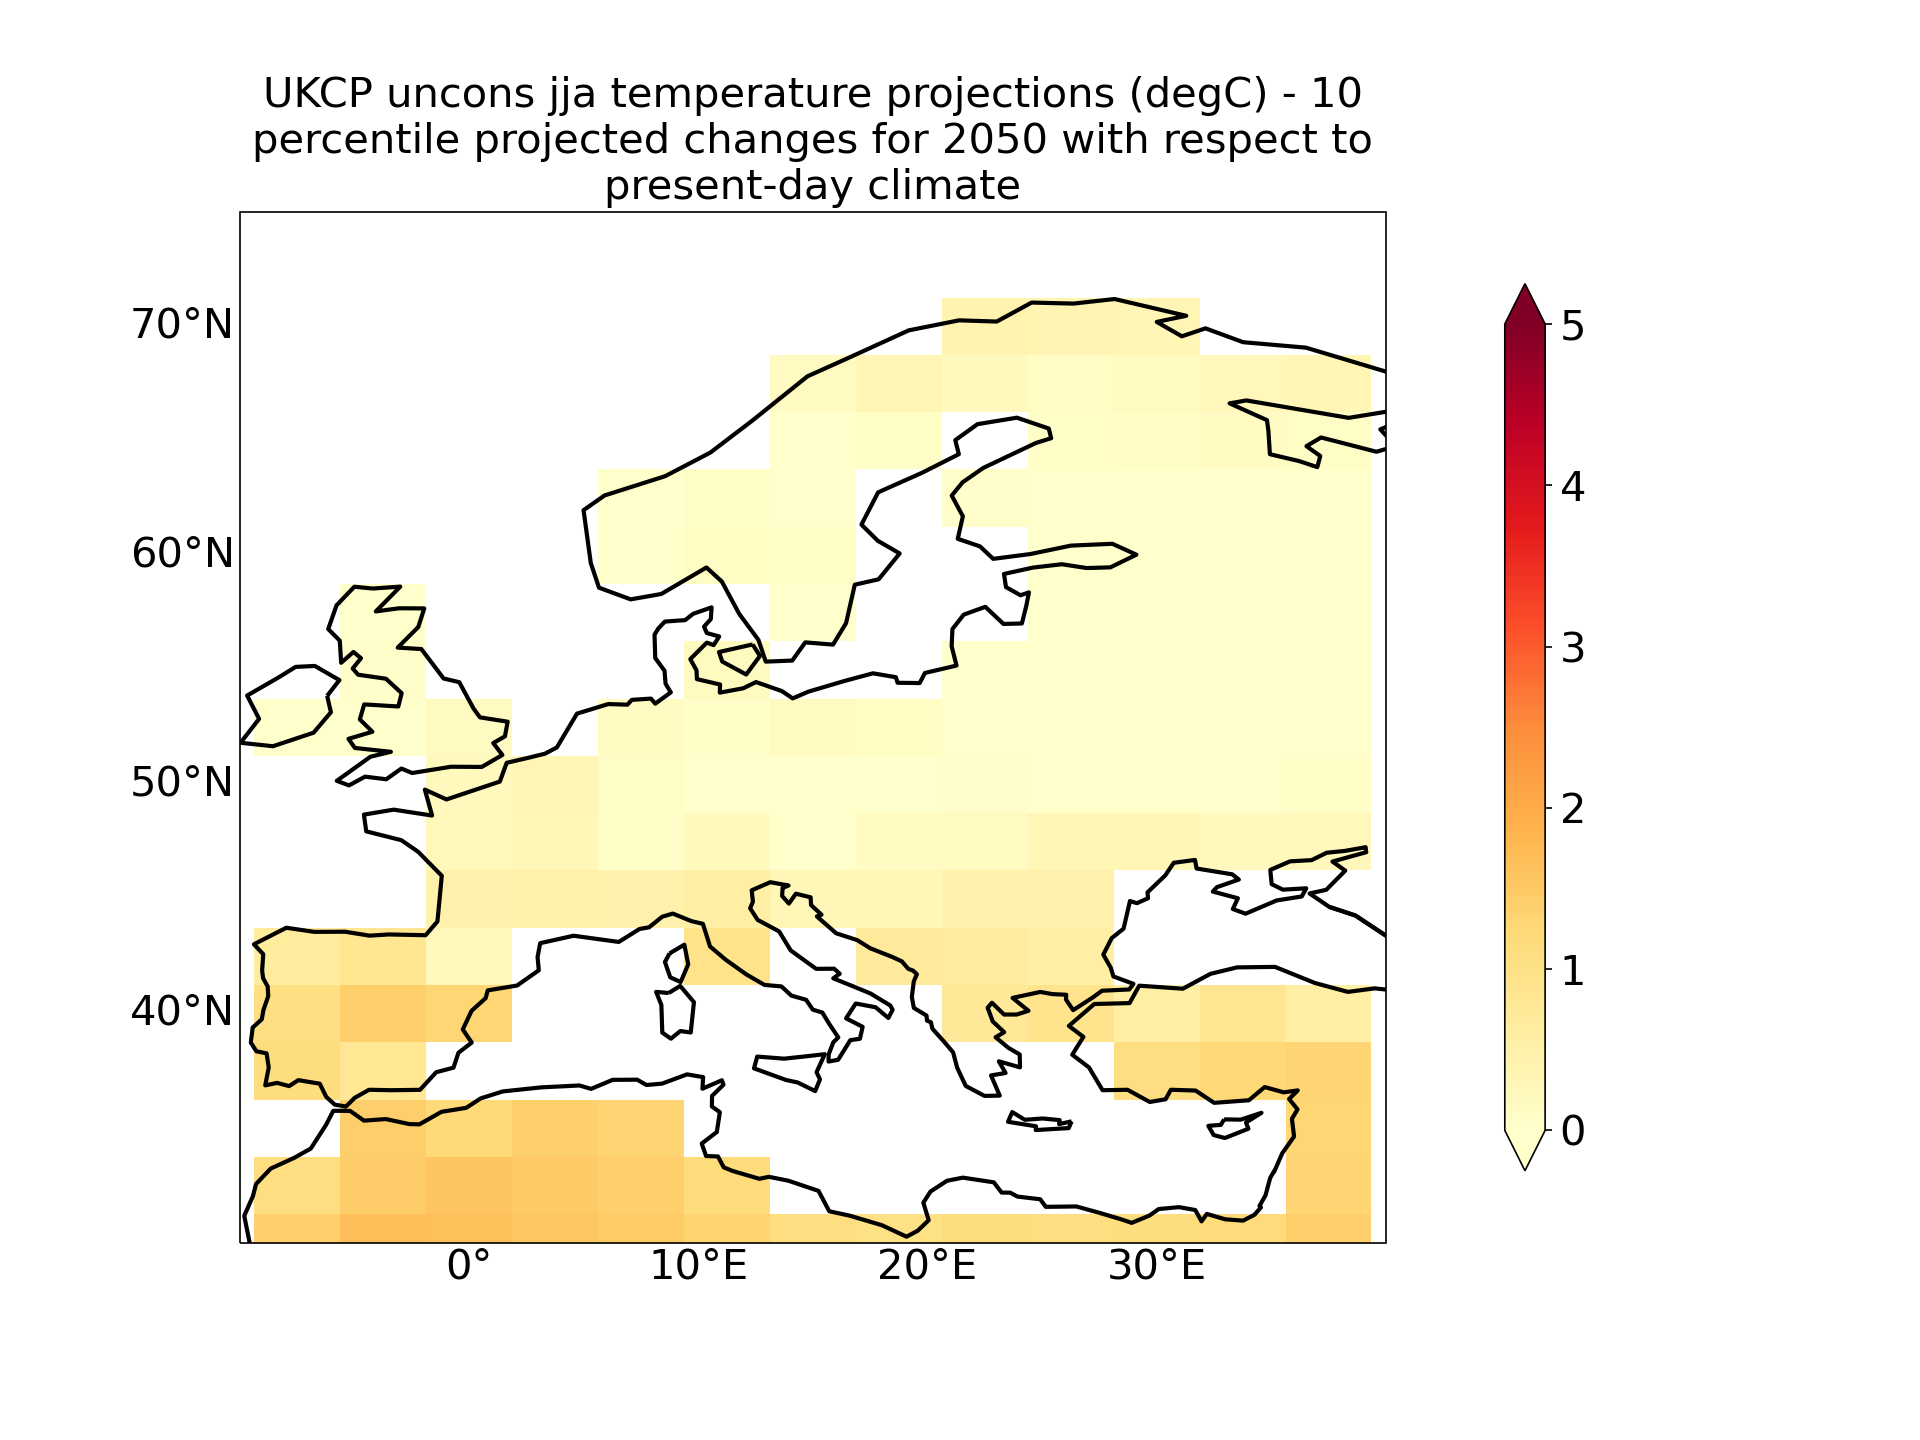 UKCP uncons jja temperature projections (degC) - 10
percentile projected changes for 2050 with respect to
present-day climate
70°N
60°N
50°N
40°N
0°
10°E
20°E
30°E
5
4
3
2
1
0